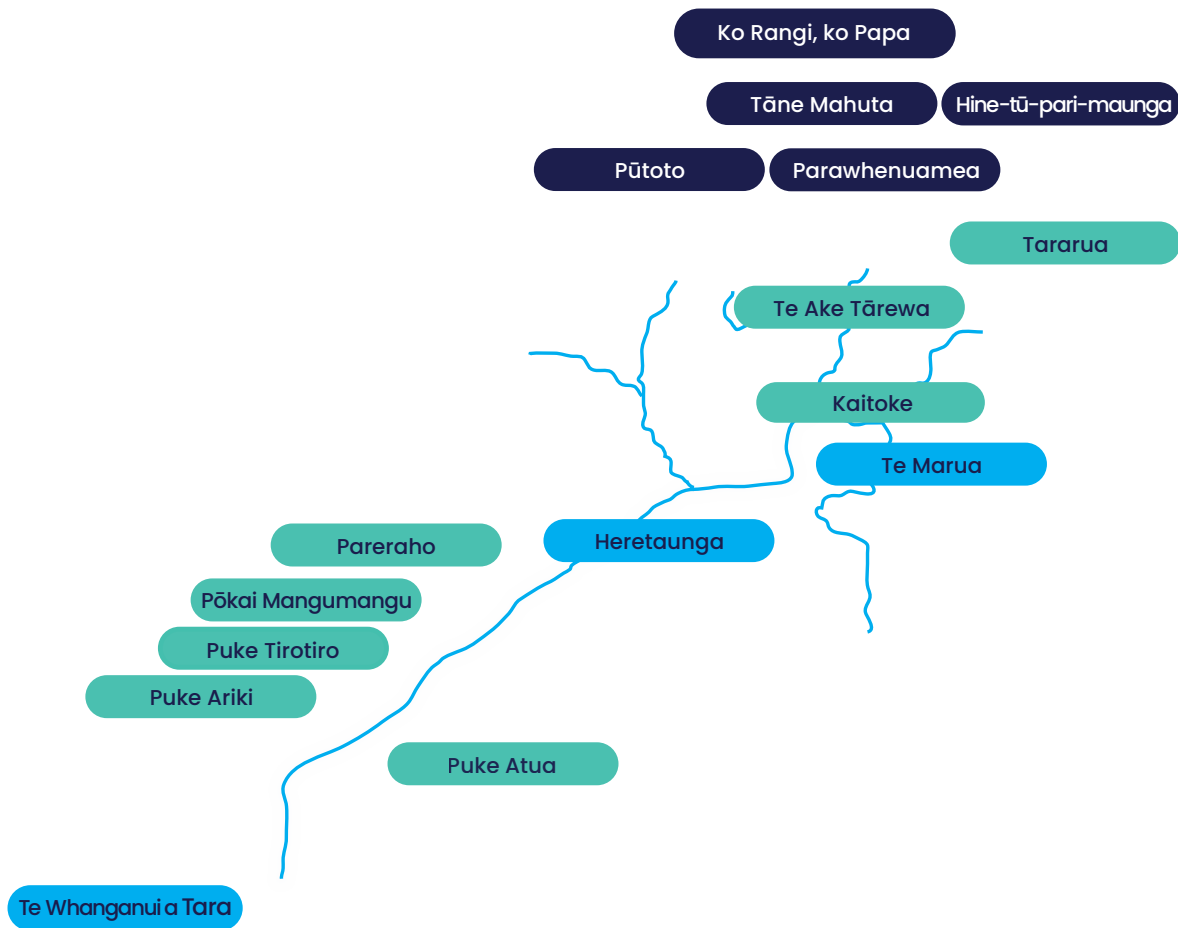 Ko Rangi, ko Papa
Tāne Mahuta
Hine-tū-pari-maunga
Pūtoto
Parawhenuamea
Tararua
Te Ake Tārewa
Kaitoke
Te Marua
Heretaunga
Pareraho
Pōkai Mangumangu
Puke Tirotiro
Puke Ariki
Puke Atua
Te Whanganui a Tara